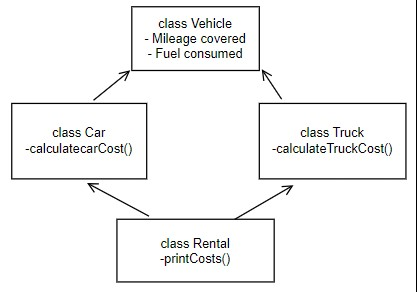 class Vehicle
- Mileage covered
- Fuel consumed
class Car
-calculatecarCost()
class Truck
-calculateTruckCost()
class Rental
-printCosts()